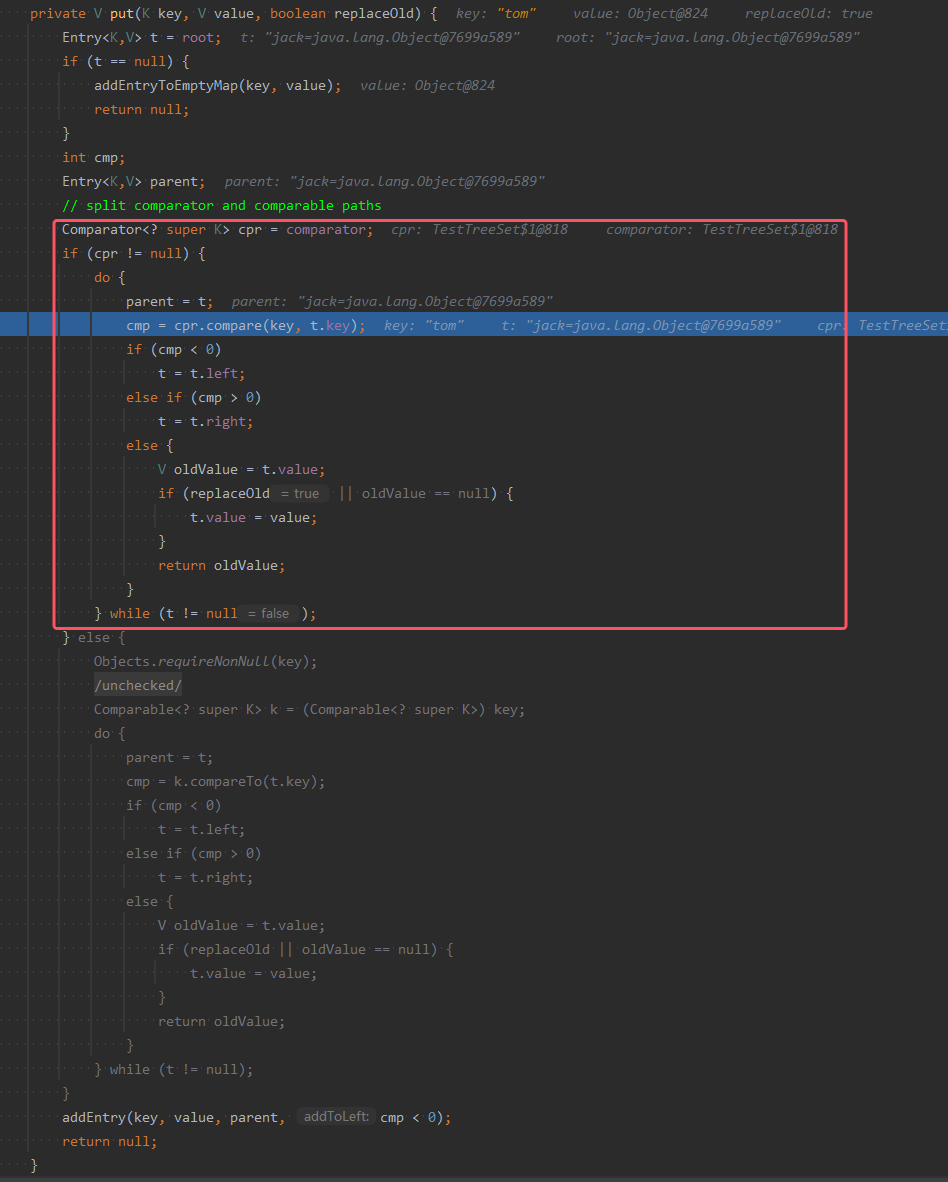 private V put(K key, V value, boolean replaceOld) {  key: "tom"    value: Object@824    replaceOld: true
    Entry<K,V> t = root;  t: "jack=java.lang.Object@7699a589"    root: "jack=java.lang.Object@7699a589"
    if (t == null) {
        addEntryToEmptyMap(key, value);  value: Object@824
        return null;
    }
    int cmp;
    Entry<K,V> parent;  parent: "jack=java.lang.Object@7699a589"
    // split comparator and comparable paths
    Comparator<? super K> cpr = comparator;  cpr: TestTreeSet$1@818    comparator: TestTreeSet$1@818
    if (cpr != null) {
        do {
            parent = t;  parent: "jack=java.lang.Object@7699a589"
            cmp = cpr.compare(key, t.key);  key: "tom"    t: "jack=java.lang.Object@7699a589"    cpr: TestTreeSet
            if (cmp < 0)
                t = t.left;
            else if (cmp > 0)
                t = t.right;
            else {
                V oldValue = t.value;
                if (replaceOld = true || oldValue == null) {
                    t.value = value;
                }
                return oldValue;
            }
        } while (t != null = false );
    } else {
        Objects.requireNonNull(key);
        /unchecked/
        Comparable<? super K> k = (Comparable<? super K>) key;
        do {
            parent = t;
            cmp = k.compareTo(t.key);
            if (cmp < 0)
                t = t.left;
            else if (cmp > 0)
                t = t.right;
            else {
                V oldValue = t.value;
                if (replaceOld || oldValue == null) {
                    t.value = value;
                }
                return oldValue;
            }
        } while (t != null);
    }
    addEntry(key, value, parent, addToLeft: cmp < 0);
    return null;
}